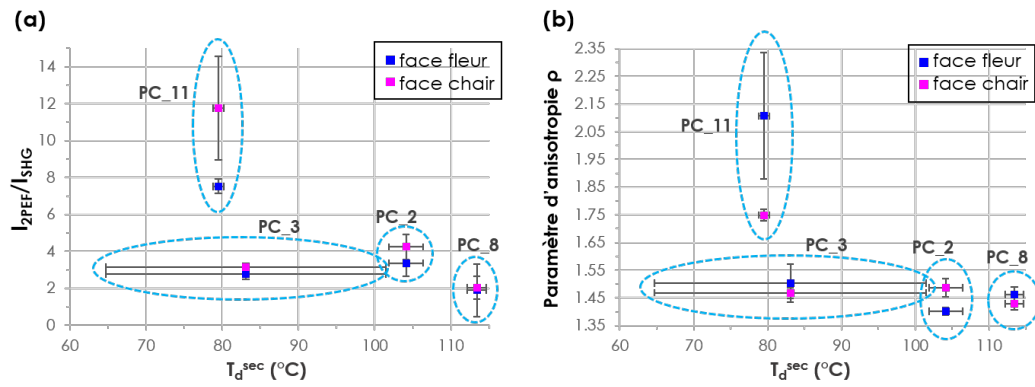 (a)
I2PEF/ISHG
14
12
10
8
6
4
2
0
60 70 80 90 100 110
Td^sec (°C)
face fleur
face chair
PC_11
PC_3
PC_2
PC_8
(b)
Paramètre d'anisotropie ρ
2.35
2.25
2.15
2.05
1.95
1.85
1.75
1.65
1.55
1.45
1.35
60 70 80 90 100 110
Td^sec (°C)
face fleur
face chair
PC_11
PC_3
PC_2
PC_8